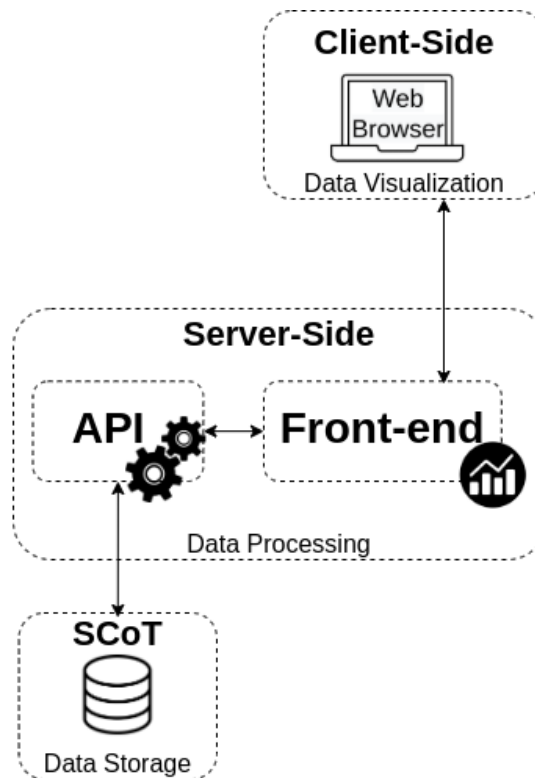 Client-Side
Web
Browser
Data Visualization
Server-Side
API
Front-end
Data Processing
SCoT
Data Storage